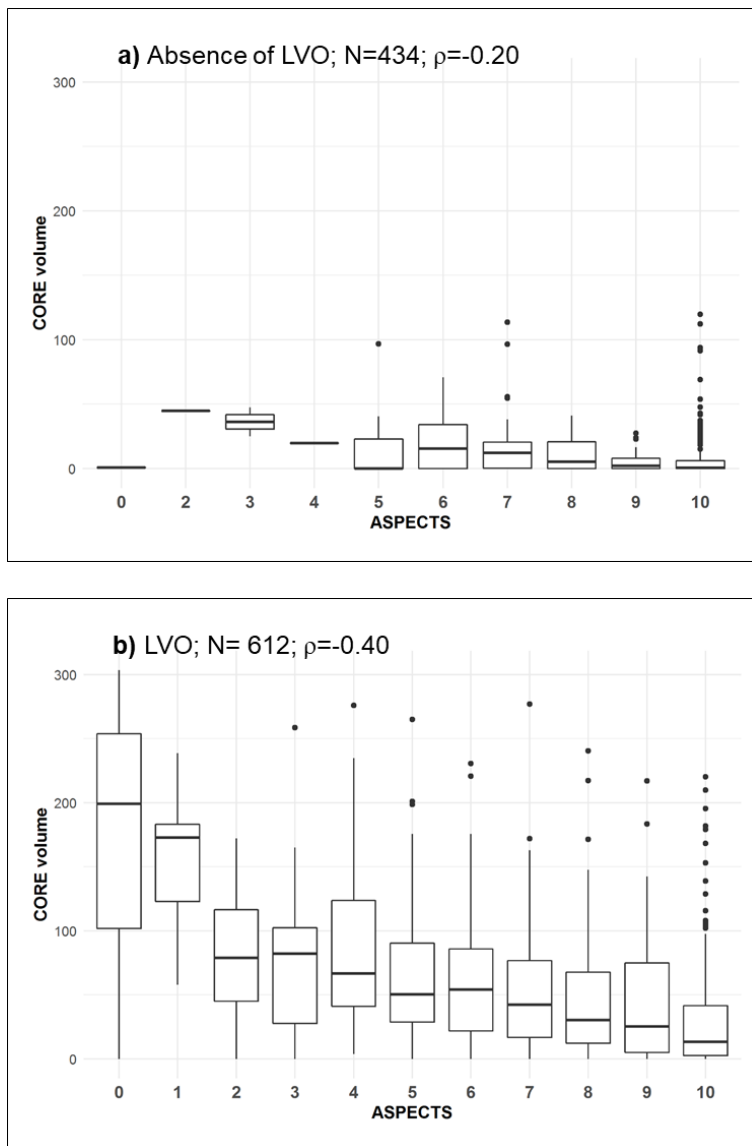 a) Absence of LVO; N=434; ρ=-0.20
300
200
100
0
CORE volume
0 2 3 4 5 6 7 8 9 10
ASPECTS
b) LVO; N= 612; ρ=-0.40
300
200
100
0
CORE volume
0 1 2 3 4 5 6 7 8 9 10
ASPECTS